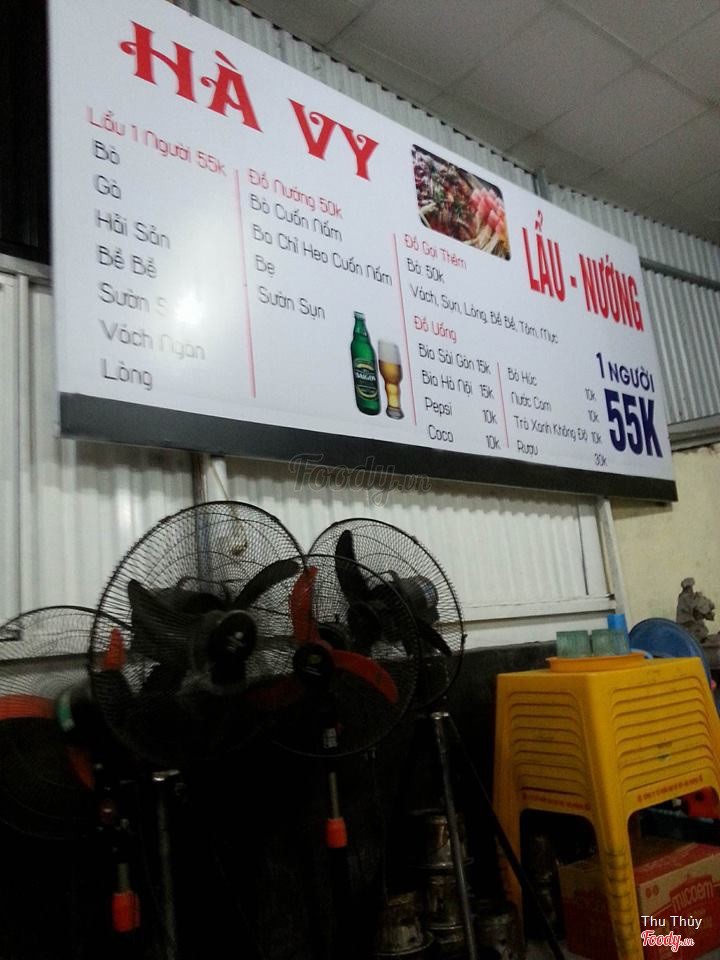 HÀ VY
Lẩu 1 Người 55k
Bò
Gà
Hải Sản
Bề Bề
Sườn
Vách Ngăn
Lòng
Đồ Nướng 50k
Bò Cuốn Nấm
Ba Chỉ Heo Cuốn Nấm
Bẹ
Sườn Sụn
Đồ Gọi Thêm
Bò: 50k
Vách, Sụn, Lòng, Bề Bề, Tôm, Mực
Đồ Uống
Bia Sài Gòn 15k
Bia Hà Nội 15k
Pepsi 10k
Coca 10k
Bò Húc 10k
Nước Cam 10k
Trà Xanh Không Độ 10k
Rượu 30k
LẨU - NƯỚNG
1 NGƯỜI
55K
SAIGON
Foody.vn
micoem
Thu Thủy
Foody.vn